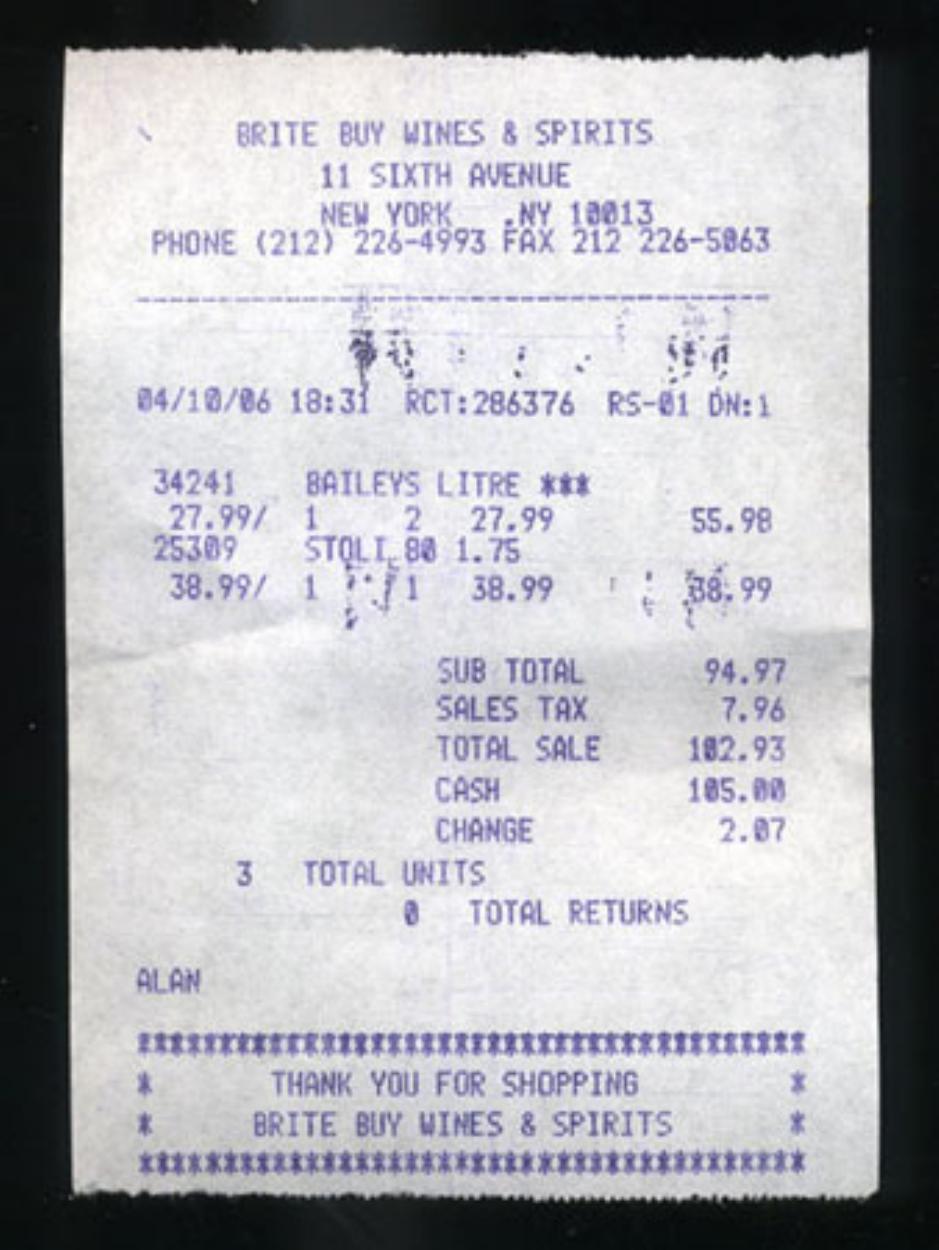 BRITE BUY WINES & SPIRITS
11 SIXTH AVENUE
NEW YORK .NY 10013
PHONE (212) 226-4993 FAX 212 226-5063
---------------------------------------
04/10/06 18:31 RCT:286376 RS-01 DN:1
34241 BAILEYS LITRE ***
27.99/ 1 2 27.99 55.98
25309 STOLI 80 1.75
38.99/ 1 1 38.99 38.99
SUB TOTAL 94.97
SALES TAX 7.96
TOTAL SALE 102.93
CASH 105.00
CHANGE 2.07
3 TOTAL UNITS
0 TOTAL RETURNS
ALAN
****************************************
* THANK YOU FOR SHOPPING *
* BRITE BUY WINES & SPIRITS *
****************************************